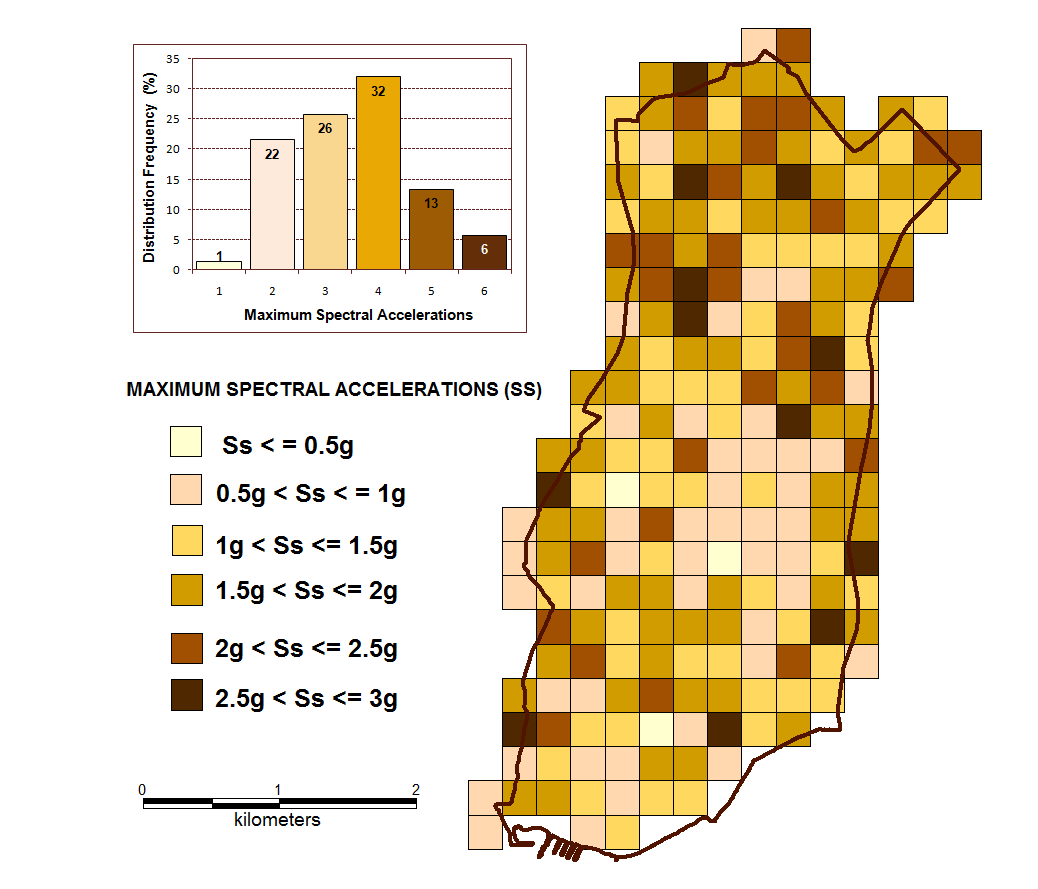 35
30
25
20
15
10
5
0
Distribution Frequency (%)
1
22
26
32
13
6
1 2 3 4 5 6
Maximum Spectral Accelerations
MAXIMUM SPECTRAL ACCELERATIONS (SS)
Ss < = 0.5g
0.5g < Ss < = 1g
1g < Ss <= 1.5g
1.5g < Ss <= 2g
2g < Ss <= 2.5g
2.5g < Ss <= 3g
0 1 2
kilometers